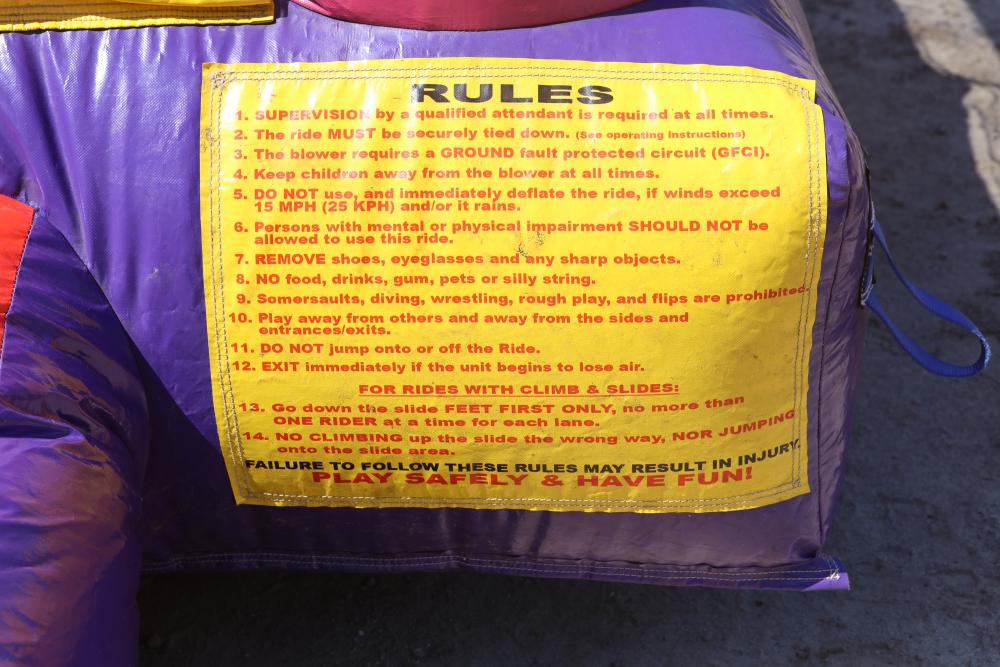 RULES
1. SUPERVISION by a qualified attendant is required at all times.
2. The ride MUST be securely tied down. (See operating instructions)
3. The blower requires a GROUND fault protected circuit (GFCI).
4. Keep children away from the blower at all times.
5. DO NOT use, and immediately deflate the ride, if winds exceed
15 MPH (25 KPH) and/or it rains.
6. Persons with mental or physical impairment SHOULD NOT be
allowed to use this ride.
7. REMOVE shoes, eyeglasses and any sharp objects.
8. NO food, drinks, gum, pets or silly string.
9. Somersaults, diving, wrestling, rough play, and flips are prohibited.
10. Play away from others and away from the sides and
entrances/exits.
11. DO NOT jump onto or off the Ride.
12. EXIT immediately if the unit begins to lose air.
FOR RIDES WITH CLIMB & SLIDES:
13. Go down the slide FEET FIRST ONLY, no more than
ONE RIDER at a time for each lane.
14. NO CLIMBING up the slide the wrong way, NOR JUMPING
onto the slide area.
FAILURE TO FOLLOW THESE RULES MAY RESULT IN INJURY.
PLAY SAFELY & HAVE FUN!